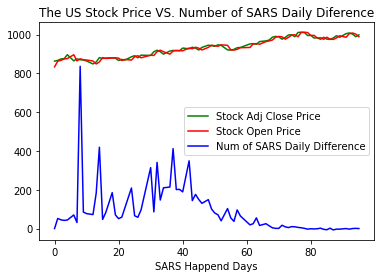 The US Stock Price VS. Number of SARS Daily Diference
1000
800
600
400
200
0
Stock Adj Close Price
Stock Open Price
Num of SARS Daily Difference
0 20 40 60 80
SARS Happend Days